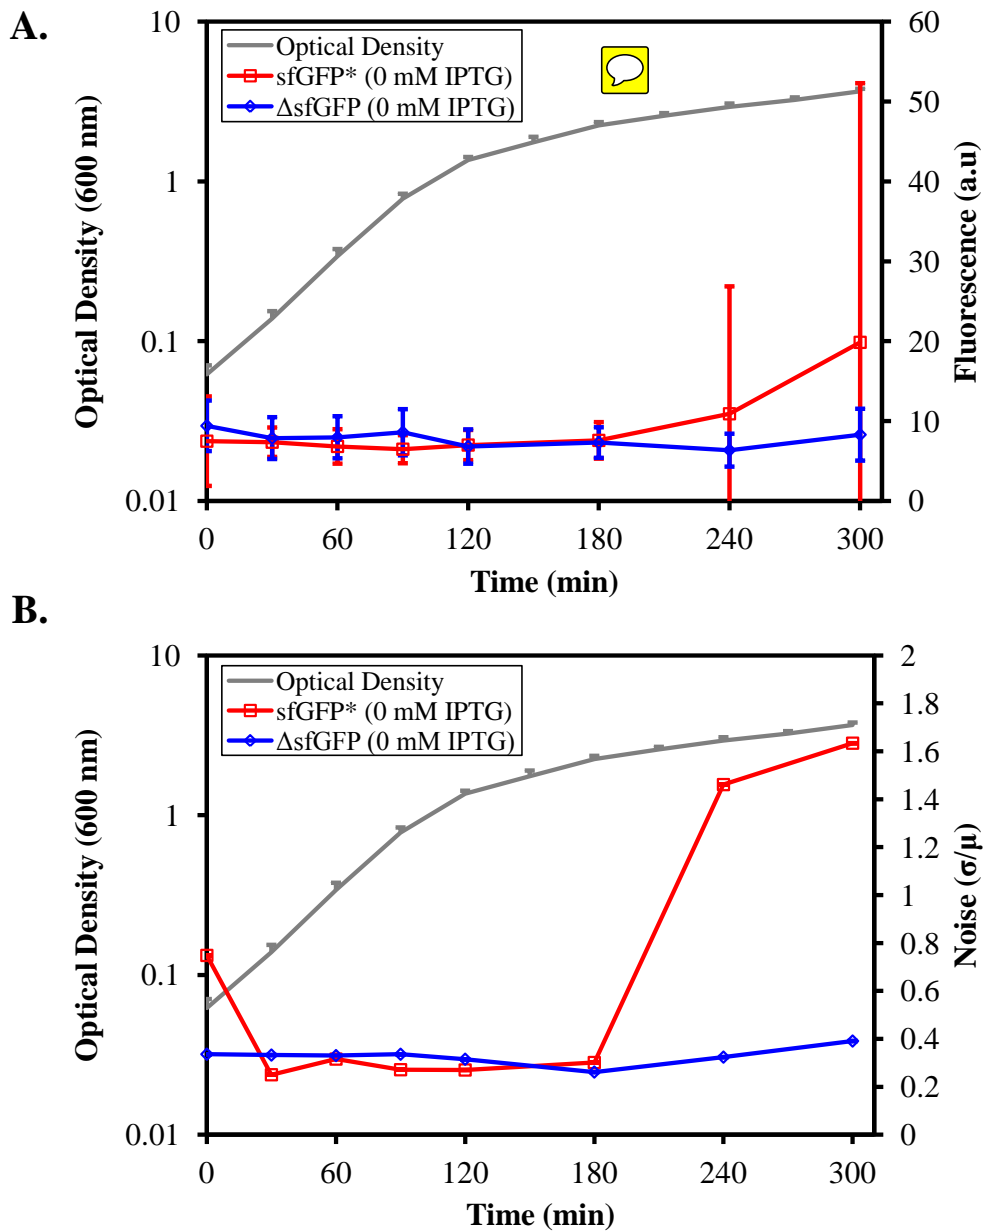 A.
Optical Density
sfGFP* (0 mM IPTG)
ΔsfGFP (0 mM IPTG)
10
1
0.1
0.01
Optical Density (600 nm)
60
50
40
30
20
10
0
Fluorescence (a.u)
0 60 120 180 240 300
Time (min)
B.
Optical Density
sfGFP* (0 mM IPTG)
ΔsfGFP (0 mM IPTG)
10
1
0.1
0.01
Optical Density (600 nm)
2
1.8
1.6
1.4
1.2
1
0.8
0.6
0.4
0.2
0
Noise (σ/μ)
0 60 120 180 240 300
Time (min)